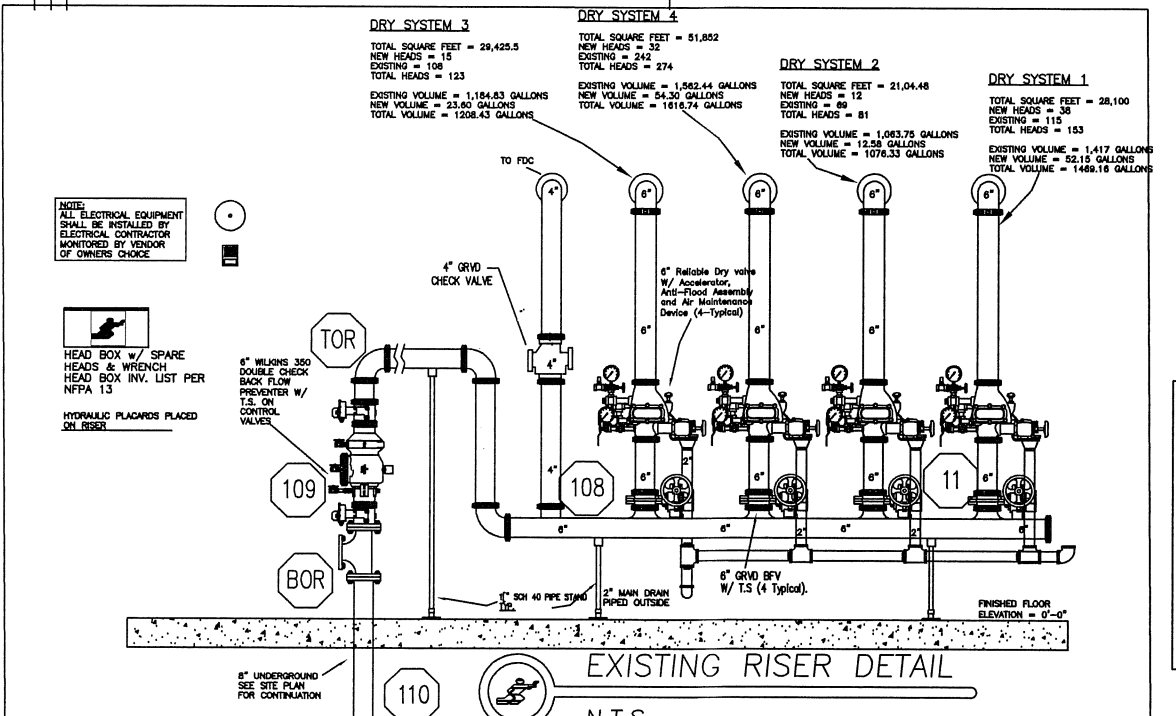 DRY SYSTEM 3
TOTAL SQUARE FEET = 29,425.5
NEW HEADS = 15
EXISTING = 108
TOTAL HEADS = 123
EXISTING VOLUME = 1,184.83 GALLONS
NEW VOLUME = 23.60 GALLONS
TOTAL VOLUME = 1208.43 GALLONS
DRY SYSTEM 4
TOTAL SQUARE FEET = 51,852
NEW HEADS = 32
EXISTING = 242
TOTAL HEADS = 274
EXISTING VOLUME = 1,562.44 GALLONS
NEW VOLUME = 54.30 GALLONS
TOTAL VOLUME = 1616.74 GALLONS
DRY SYSTEM 2
TOTAL SQUARE FEET = 21,04.48
NEW HEADS = 12
EXISTING = 69
TOTAL HEADS = 81
EXISTING VOLUME = 1,063.75 GALLONS
NEW VOLUME = 12.58 GALLONS
TOTAL VOLUME = 1076.33 GALLONS
DRY SYSTEM 1
TOTAL SQUARE FEET = 28,100
NEW HEADS = 38
EXISTING = 115
TOTAL HEADS = 153
EXISTING VOLUME = 1,417 GALLONS
NEW VOLUME = 52.15 GALLONS
TOTAL VOLUME = 1469.16 GALLONS
TO FDC
4"
6"
6"
6"
6"
NOTE:
ALL ELECTRICAL EQUIPMENT
SHALL BE INSTALLED BY
ELECTRICAL CONTRACTOR
MONITORED BY VENDOR
OF OWNERS CHOICE
4" GRVD
CHECK VALVE
6" Reliable Dry valve
W/ Accelerator,
Anti-Flood Assembly
and Air Maintenance
Device (4-Typical)
6"
6"
6"
6"
4"
HEAD BOX w/ SPARE
HEADS & WRENCH
HEAD BOX INV. LIST PER
NFPA 13
HYDRAULIC PLACARDS PLACED
ON RISER
TOR
6" WILKINS 350
DOUBLE CHECK
BACK FLOW
PREVENTER W/
T.S. ON
CONTROL
VALVES
109
BOR
4"
108
11
2"
6"
6"
6"
6"
6"
6"
6"
6"
2"
2"
2"
6" GRVD BFV
W/ T.S (4 Typical).
1" SCH 40 PIPE STAND
TYP.
2" MAIN DRAIN
PIPED OUTSIDE
FINISHED FLOOR
ELEVATION = 0'-0"
8" UNDERGROUND
SEE SITE PLAN
FOR CONTINUATION
110
EXISTING RISER DETAIL
N.T.S.